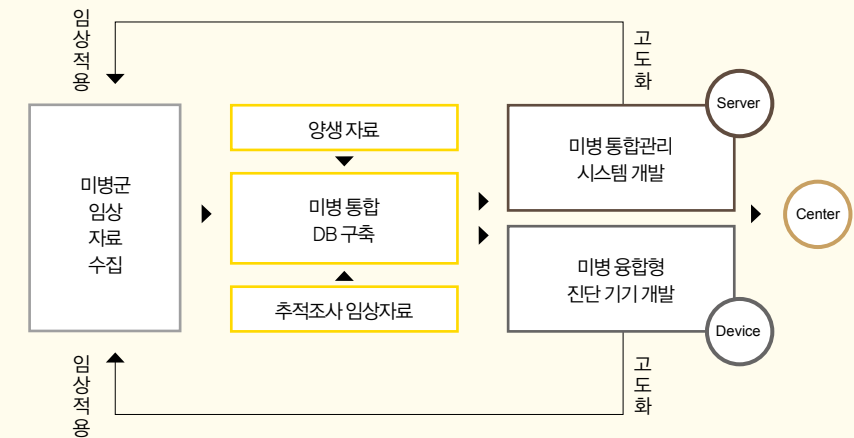 임상적용
고도화
미병군
임상
자료
수집
양생 자료
미병 통합
DB 구축
추적조사 임상자료
미병 통합관리
시스템 개발
Server
미병 융합형
진단 기기 개발
Device
Center
임상적용
고도화